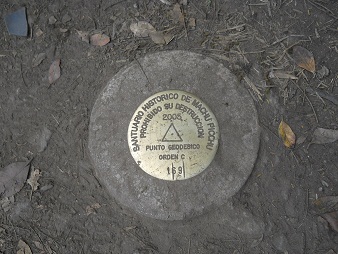 SANTUARIO HISTORICO DE MACHU PICCHU
PROHIBIDO SU DESTRUCCION
2005
PUNTO GEODESICO
ORDEN C
169